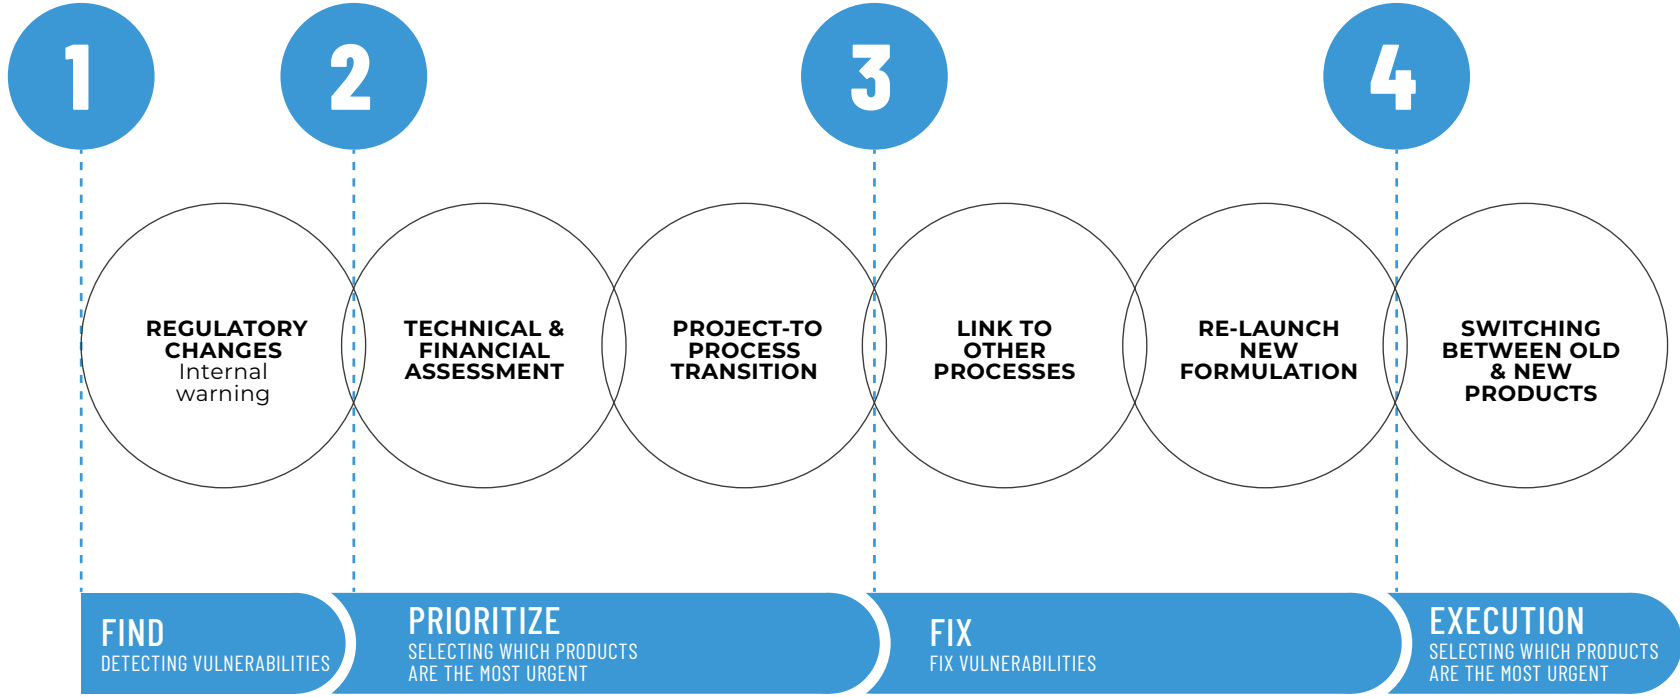 1
2
3
4
REGULATORY
CHANGES
Internal
warning
TECHNICAL &
FINANCIAL
ASSESSMENT
PROJECT-TO
PROCESS
TRANSITION
LINK TO
OTHER
PROCESSES
RE-LAUNCH
NEW
FORMULATION
SWITCHING
BETWEEN OLD
& NEW
PRODUCTS
FIND
DETECTING VULNERABILITIES
PRIORITIZE
SELECTING WHICH PRODUCTS
ARE THE MOST URGENT
FIX
FIX VULNERABILITIES
EXECUTION
SELECTING WHICH PRODUCTS
ARE THE MOST URGENT